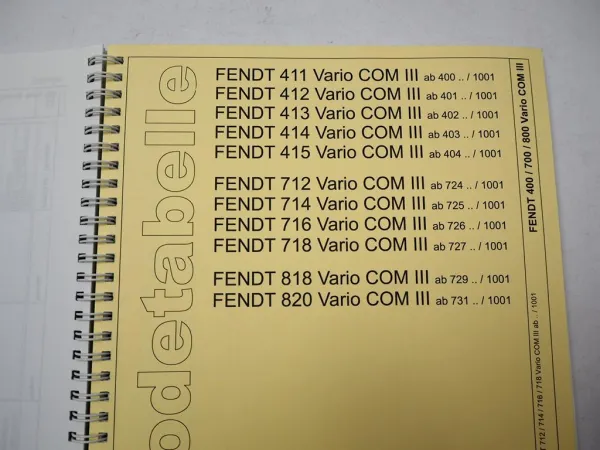 FENDT 411 Vario COM III ab 400 .. / 1001
FENDT 412 Vario COM III ab 401 .. / 1001
FENDT 413 Vario COM III ab 402 .. / 1001
FENDT 414 Vario COM III ab 403 .. / 1001
FENDT 415 Vario COM III ab 404 .. / 1001
FENDT 712 Vario COM III ab 724 .. / 1001
FENDT 714 Vario COM III ab 725 .. / 1001
FENDT 716 Vario COM III ab 726 .. / 1001
FENDT 718 Vario COM III ab 727 .. / 1001
FENDT 818 Vario COM III ab 729 .. / 1001
FENDT 820 Vario COM III ab 731 .. / 1001
odetabelle
FENDT 400 / 700 / 800 Vario COM III
712 / 714 / 716 / 718 Vario COM III ab .. / 1001